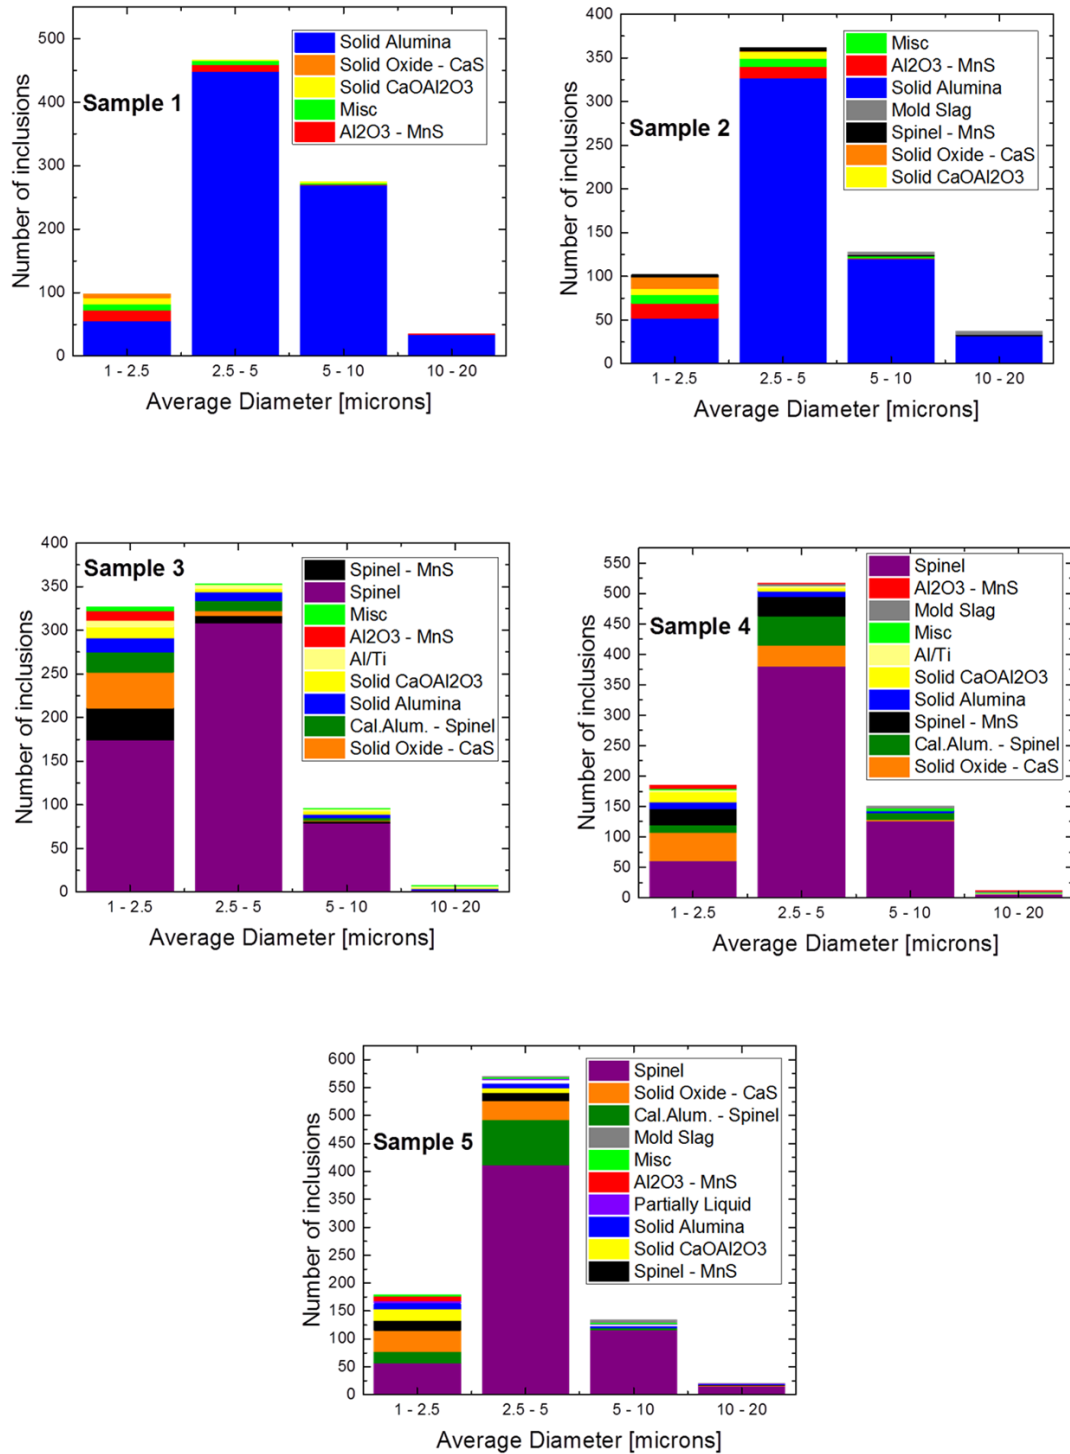 Sample 1
Solid Alumina
Solid Oxide - CaS
Solid CaOAl2O3
Misc
Al2O3 - MnS
500
400
300
200
100
0
Number of inclusions
1 - 2.5
2.5 - 5
5 - 10
10 - 20
Average Diameter [microns]
Sample 2
Misc
Al2O3 - MnS
Solid Alumina
Mold Slag
Spinel - MnS
Solid Oxide - CaS
Solid CaOAl2O3
400
350
300
250
200
150
100
50
0
Number of inclusions
1 - 2.5
2.5 - 5
5 - 10
10 - 20
Average Diameter [microns]
Sample 3
Spinel - MnS
Spinel
Misc
Al2O3 - MnS
Al/Ti
Solid CaOAl2O3
Solid Alumina
Cal.Alum. - Spinel
Solid Oxide - CaS
400
350
300
250
200
150
100
50
0
Number of inclusions
1 - 2.5
2.5 - 5
5 - 10
10 - 20
Average Diameter [microns]
Sample 4
Spinel
Al2O3 - MnS
Mold Slag
Misc
Al/Ti
Solid CaOAl2O3
Solid Alumina
Spinel - MnS
Cal.Alum. - Spinel
Solid Oxide - CaS
550
500
450
400
350
300
250
200
150
100
50
0
Number of inclusions
1 - 2.5
2.5 - 5
5 - 10
10 - 20
Average Diameter [microns]
Sample 5
Spinel
Solid Oxide - CaS
Cal.Alum. - Spinel
Mold Slag
Misc
Al2O3 - MnS
Partially Liquid
Solid Alumina
Solid CaOAl2O3
Spinel - MnS
600
550
500
450
400
350
300
250
200
150
100
50
0
Number of inclusions
1 - 2.5
2.5 - 5
5 - 10
10 - 20
Average Diameter [microns]